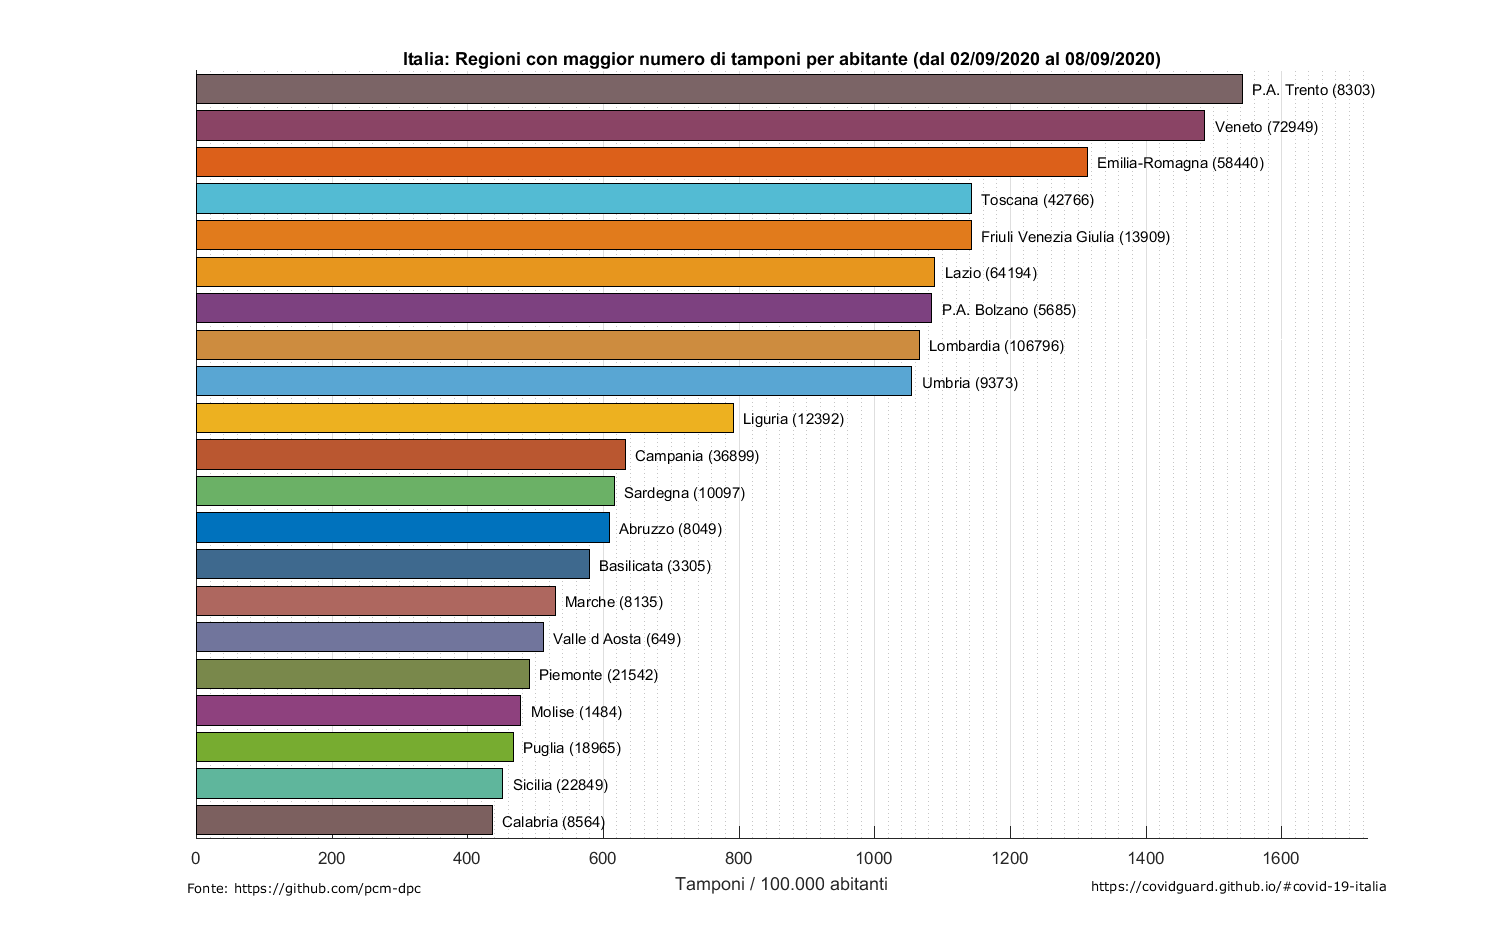 Italia: Regioni con maggior numero di tamponi per abitante (dal 02/09/2020 al 08/09/2020)
P.A. Trento (8303)
Veneto (72949)
Emilia-Romagna (58440)
Toscana (42766)
Friuli Venezia Giulia (13909)
Lazio (64194)
P.A. Bolzano (5685)
Lombardia (106796)
Umbria (9373)
Liguria (12392)
Campania (36899)
Sardegna (10097)
Abruzzo (8049)
Basilicata (3305)
Marche (8135)
Valle d Aosta (649)
Piemonte (21542)
Molise (1484)
Puglia (18965)
Sicilia (22849)
Calabria (8564)
0 200 400 600 800 1000 1200 1400 1600
Tamponi / 100.000 abitanti
Fonte: https://github.com/pcm-dpc
https://covidguard.github.io/#covid-19-italia